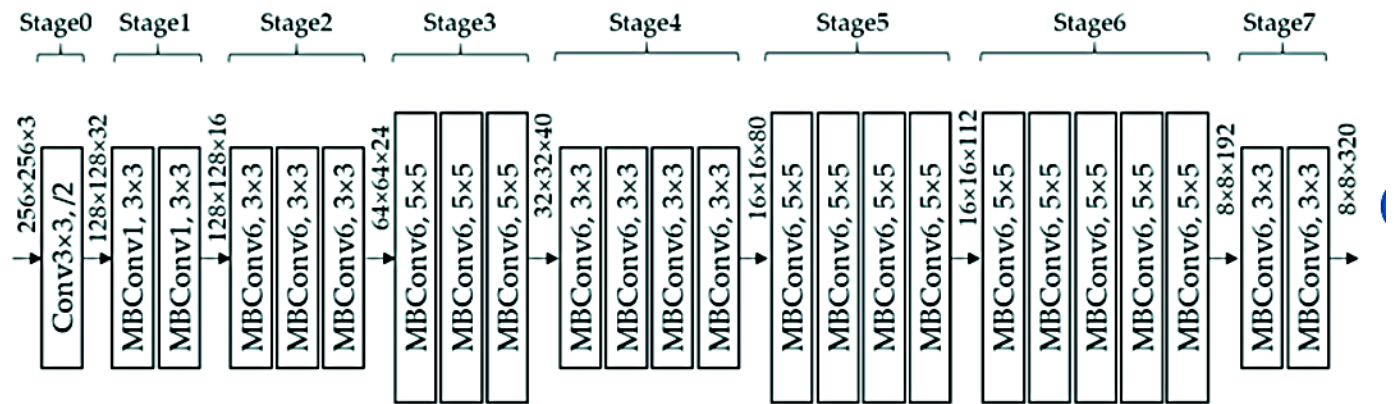 Stage0
Stage1
Stage2
Stage3
Stage4
Stage5
Stage6
Stage7
256×256×3
Conv3×3, /2
128×128×32
MBConv1, 3×3
MBConv1, 3×3
128×128×16
MBConv6, 3×3
MBConv6, 3×3
MBConv6, 3×3
64×64×24
MBConv6, 5×5
MBConv6, 5×5
MBConv6, 5×5
32×32×40
MBConv6, 3×3
MBConv6, 3×3
MBConv6, 3×3
MBConv6, 3×3
16×16×80
MBConv6, 5×5
MBConv6, 5×5
MBConv6, 5×5
MBConv6, 5×5
16×16×112
MBConv6, 5×5
MBConv6, 5×5
MBConv6, 5×5
MBConv6, 5×5
MBConv6, 5×5
8×8×192
MBConv6, 3×3
MBConv6, 3×3
8×8×320